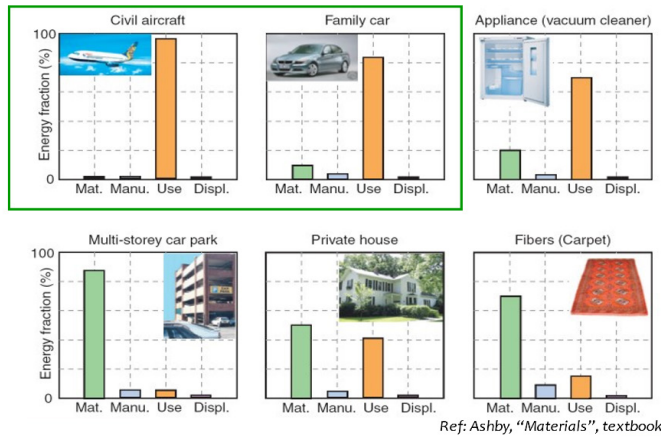 Civil aircraft
Family car
Appliance (vacuum cleaner)
100
Energy fraction (%)
0
Mat. Manu. Use Displ.
Mat. Manu. Use Displ.
Mat. Manu. Use Displ.
Multi-storey car park
Private house
Fibers (Carpet)
100
Energy fraction (%)
0
Mat. Manu. Use Displ.
Mat. Manu. Use Displ.
Mat. Manu. Use Displ.
Ref: Ashby, “Materials”, textbook